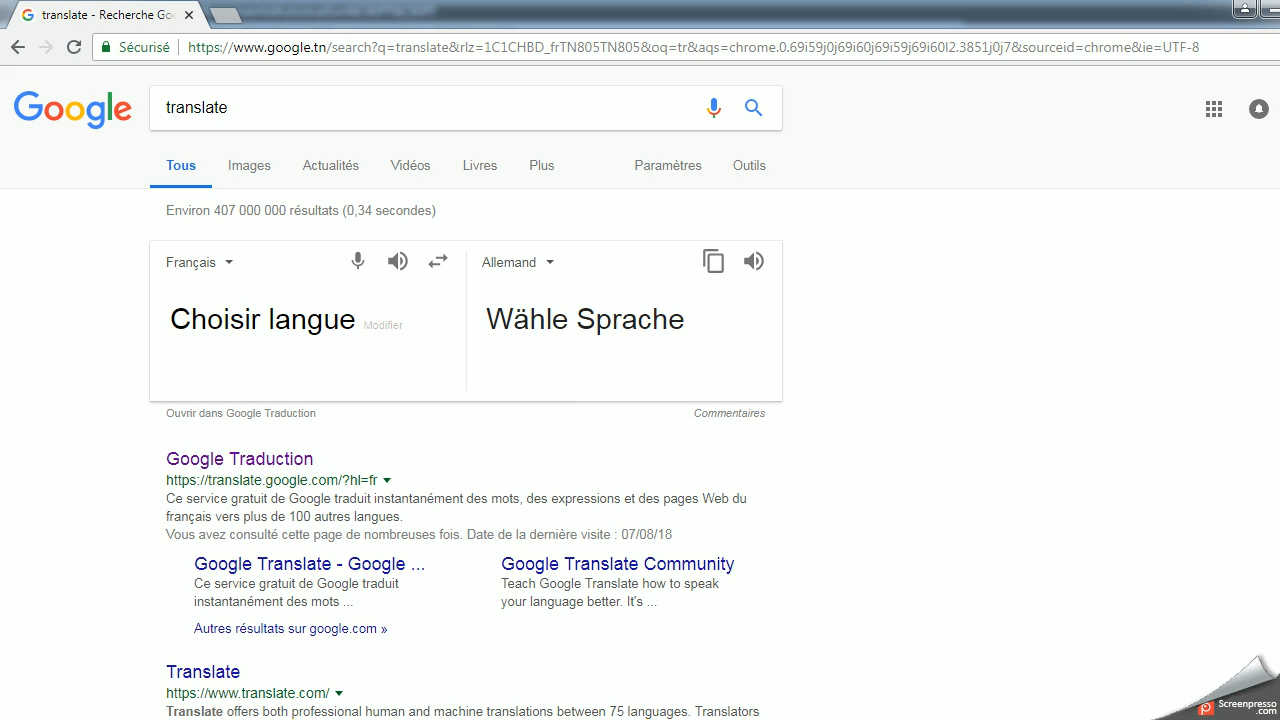 translate - Recherche Goo
Sécurisé
https://www.google.tn/search?q=translate&rlz=1C1CHBD_frTN805TN805&oq=tr&aqs=chrome.0.69i59j0j69i60j69i59j69i60l2.3851j0j7&sourceid=chrome&ie=UTF-8
Google
translate
Tous Images Actualités Vidéos Livres Plus Paramètres Outils
Environ 407 000 000 résultats (0,34 secondes)
Français Allemand
Choisir langue Modifier Wähle Sprache
Ouvrir dans Google Traduction Commentaires
Google Traduction
https://translate.google.com/?hl=fr
Ce service gratuit de Google traduit instantanément des mots, des expressions et des pages Web du
français vers plus de 100 autres langues.
Vous avez consulté cette page de nombreuses fois. Date de la dernière visite : 07/08/18
Google Translate - Google ... Google Translate Community
Ce service gratuit de Google traduit Teach Google Translate how to speak
instantanément des mots ... your language better. It's ...
Autres résultats sur google.com »
Translate
https://www.translate.com/
Translate offers both professional human and machine translations between 75 languages. Translators
Screenpresso
.com